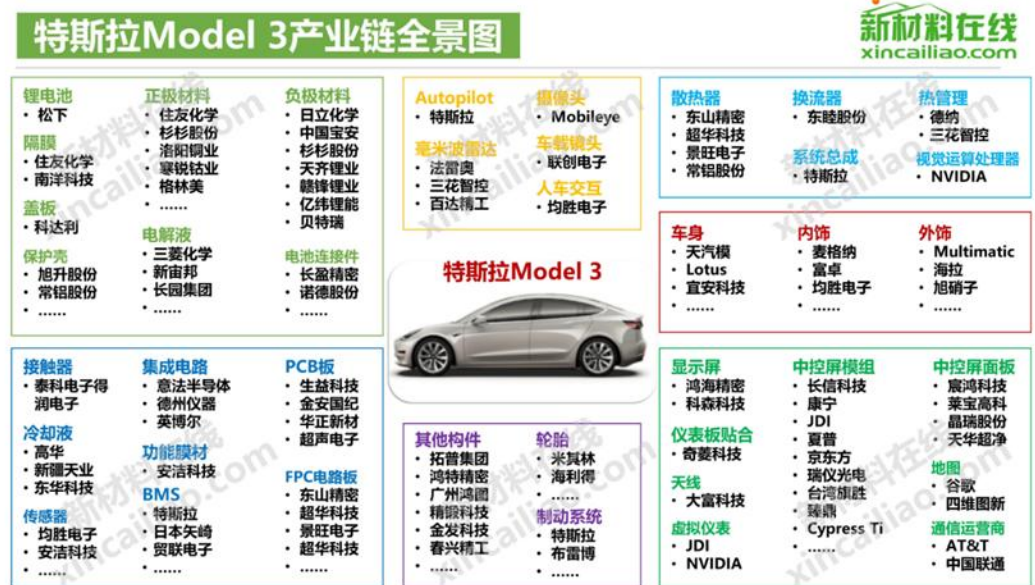 特斯拉Model 3产业链全景图
新材料在线
xincailiao.com
锂电池
· 松下
隔膜
· 住友化学
· 南洋科技
盖板
· 科达利
保护壳
· 旭升股份
· 常铝股份
· ......
正极材料
· 住友化学
· 杉杉股份
· 洛阳铜业
· 寒锐钴业
· 格林美
· ......
电解液
· 三菱化学
· 新宙邦
· 长园集团
· ......
负极材料
· 日立化学
· 中国宝安
· 杉杉股份
· 天齐锂业
· 赣锋锂业
· 亿纬锂能
· 贝特瑞
电池连接件
· 长盈精密
· 诺德股份
· ......
Autopilot
· 特斯拉
毫米波雷达
· 法雷奥
· 三花智控
· 百达精工
摄像头
· Mobileye
车载镜头
· 联创电子
人车交互
· 均胜电子
散热器
· 东山精密
· 超华科技
· 景旺电子
· 常铝股份
换流器
· 东睦股份
系统总成
· 特斯拉
热管理
· 德纳
· 三花智控
视觉运算处理器
· NVIDIA
车身
· 天汽模
· Lotus
· 宜安科技
· ......
内饰
· 麦格纳
· 富卓
· 均胜电子
· ......
外饰
· Multimatic
· 海拉
· 旭硝子
· ......
特斯拉Model 3
接触器
· 泰科电子得
润电子
冷却液
· 高华
· 新疆天业
· 东华科技
传感器
· 均胜电子
· 安洁科技
· ......
集成电路
· 意法半导体
· 德州仪器
· 英博尔
功能膜材
· 安洁科技
BMS
· 特斯拉
· 日本矢崎
· 贸联电子
· ......
PCB板
· 生益科技
· 金安国纪
· 华正新材
· 超声电子
FPC电路板
· 东山精密
· 超华科技
· 景旺电子
· 超华科技
· ......
其他构件
· 拓普集团
· 鸿特精密
· 广州鸿图
· 精锻科技
· 金发科技
· 春兴精工
· ......
轮胎
· 米其林
· 海利得
· ......
制动系统
· 特斯拉
· 布雷博
· ......
显示屏
· 鸿海精密
· 科森科技
仪表板贴合
· 奇菱科技
天线
· 大富科技
虚拟仪表
· JDI
· NVIDIA
中控屏模组
· 长信科技
· 康宁
· JDI
· 夏普
· 京东方
· 瑞仪光电
· 台湾旗胜
· 臻鼎
· Cypress Ti
· ......
中控屏面板
· 宸鸿科技
· 莱宝高科
· 晶瑞股份
· 天华超净
地图
· 谷歌
· 四维图新
通信运营商
· AT&T
· 中国联通